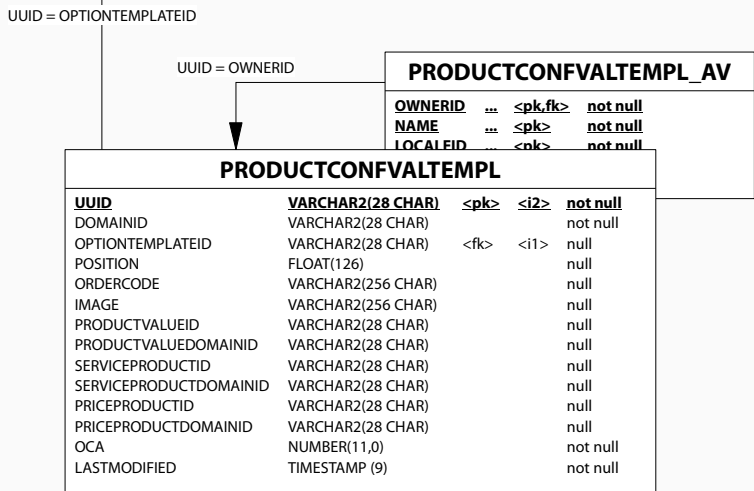 UUID = OPTIONTEMPLATEID
UUID = OWNERID
PRODUCTCONFVALTEMPL_AV
OWNERID ... <pk,fk> not null
NAME ... <pk> not null
LOCALEID ... <pk> not null
PRODUCTCONFVALTEMPL
UUID VARCHAR2(28 CHAR) <pk> <i2> not null
DOMAINID VARCHAR2(28 CHAR) not null
OPTIONTEMPLATEID VARCHAR2(28 CHAR) <fk> <i1> null
POSITION FLOAT(126) null
ORDERCODE VARCHAR2(256 CHAR) null
IMAGE VARCHAR2(256 CHAR) null
PRODUCTVALUEID VARCHAR2(28 CHAR) null
PRODUCTVALUEDOMAINID VARCHAR2(28 CHAR) null
SERVICEPRODUCTID VARCHAR2(28 CHAR) null
SERVICEPRODUCTDOMAINID VARCHAR2(28 CHAR) null
PRICEPRODUCTID VARCHAR2(28 CHAR) null
PRICEPRODUCTDOMAINID VARCHAR2(28 CHAR) null
OCA NUMBER(11,0) not null
LASTMODIFIED TIMESTAMP (9) not null